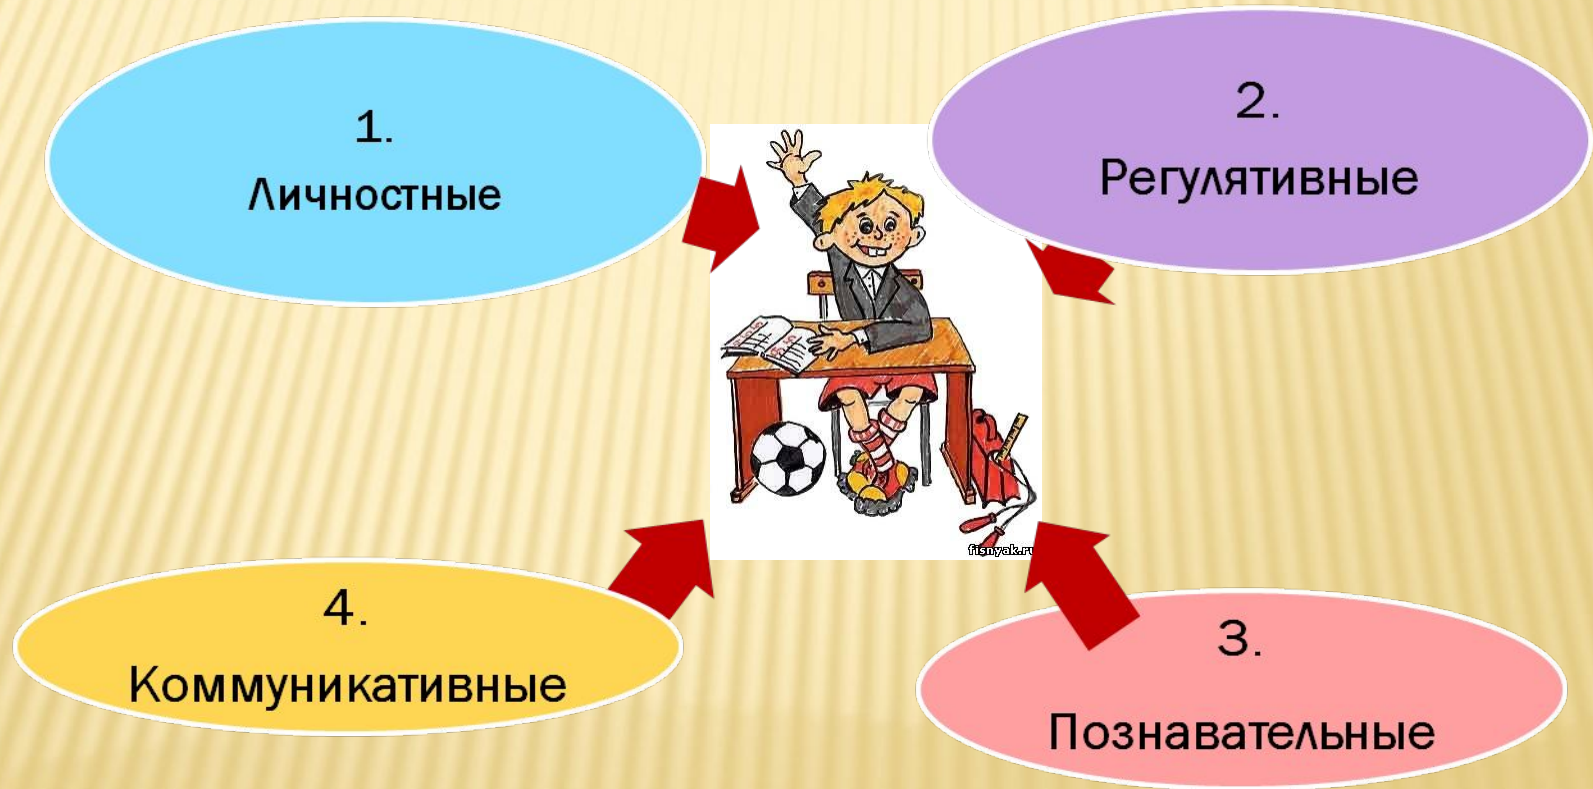 1.
Личностные
2.
Регулятивные
fisnyak.ru
4.
Коммуникативные
3.
Познавательные